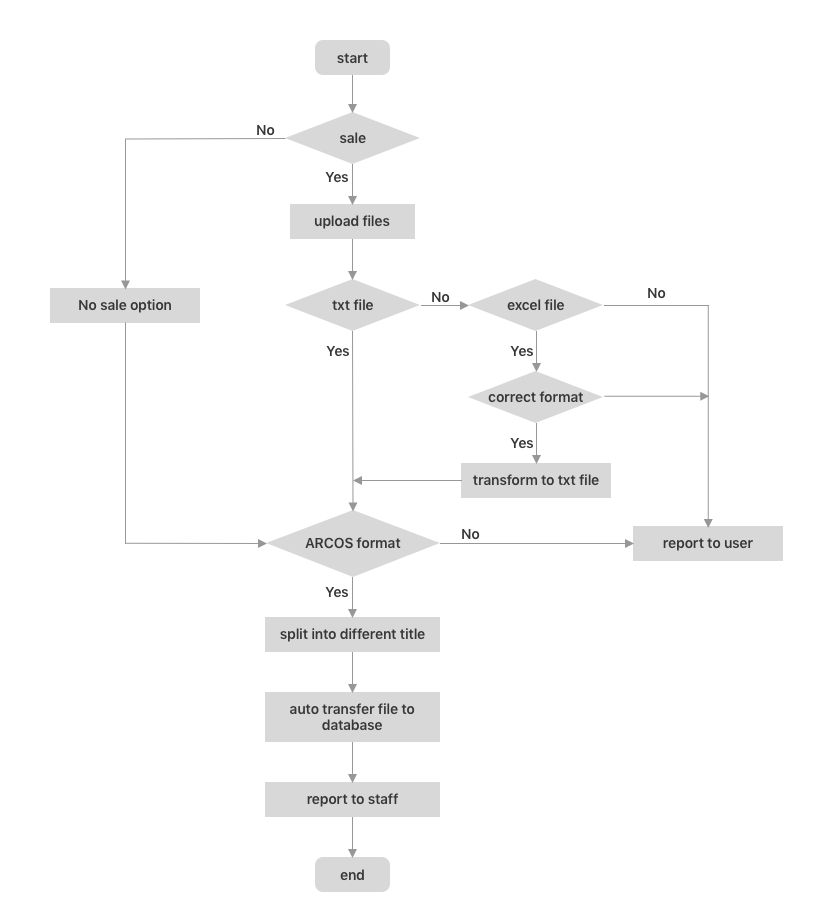 start
No
sale
Yes
upload files
No sale option
txt file
No
excel file
No
Yes
Yes
correct format
Yes
transform to txt file
ARCOS format
No
report to user
Yes
split into different title
auto transfer file to
database
report to staff
end